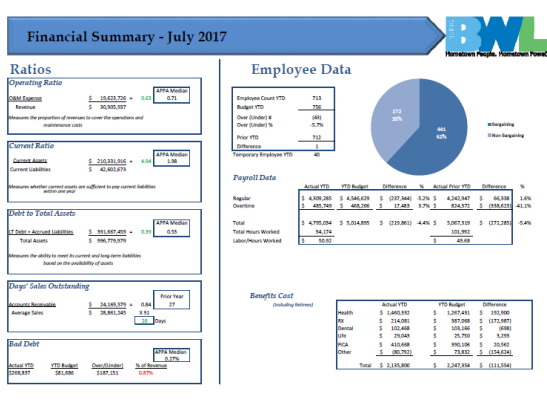 Financial Summary - July 2017
BWL
Hometown People. Hometown Power.
Ratios
Operating Ratio
APPA Median
O&M Expense $ 19,623,726 = 0.63 0.71
Revenue $ 30,905,937
Measures the proportion of revenues to cover the operations and
maintenance costs
Current Ratio
APPA Median
Current Assets $ 210,331,916 = 4.94 1.98
Current Liabilities $ 42,602,673
Measures whether current assets are sufficient to pay current liabilities
within one year
Debt to Total Assets
APPA Median
LT Debt + Accrued Liabilities $ 391,667,459 = 0.39 0.53
Total Assets $ 996,779,979
Measures the ability to meet its current and long-term liabilities
based on the availability of assets
Days' Sales Outstanding
Prior Year
Accounts Receivable $ 24,169,579 = 0.84 27
Average Sales $ 28,861,245 X 31
26 Days
Bad Debt
APPA Median
0.27%
Actual YTD YTD Budget Over/(Under) % of Revenue
$268,837 $81,686 $187,151 0.87%
Employee Data
Employee Count YTD 713
Budget YTD 756
Over (Under) # (43)
Over (Under) % -5.7%
Prior YTD 712
Difference 1
Temporary Employee YTD 40
272
38%
441
62%
Bargaining
Non Bargaining
Payroll Data
Actual YTD YTD Budget Difference % Actual Prior YTD Difference %
Regular $ 4,309,285 $ 4,546,629 $ (237,344) -5.2% $ 4,242,947 $ 66,338 1.6%
Overtime $ 485,749 $ 468,266 $ 17,483 3.7% $ 824,372 $ (338,623) -41.1%
Total $ 4,795,034 $ 5,014,895 $ (219,861) -4.4% $ 5,067,319 $ (272,285) -5.4%
Total Hours Worked 94,174 101,992
Labor/Hours Worked $ 50.92 $ 49.68
Benefits Cost
(Including Retirees)
Actual YTD YTD Budget Difference
Health $ 1,460,332 $ 1,267,431 $ 192,900
RX $ 214,081 $ 387,068 $ (172,987)
Dental $ 102,468 $ 103,166 $ (698)
Life $ 29,043 $ 25,750 $ 3,293
FICA $ 410,668 $ 390,106 $ 20,562
Other $ (80,792) $ 73,832 $ (154,624)
Total $ 2,135,800 $ 2,247,354 $ (111,554)